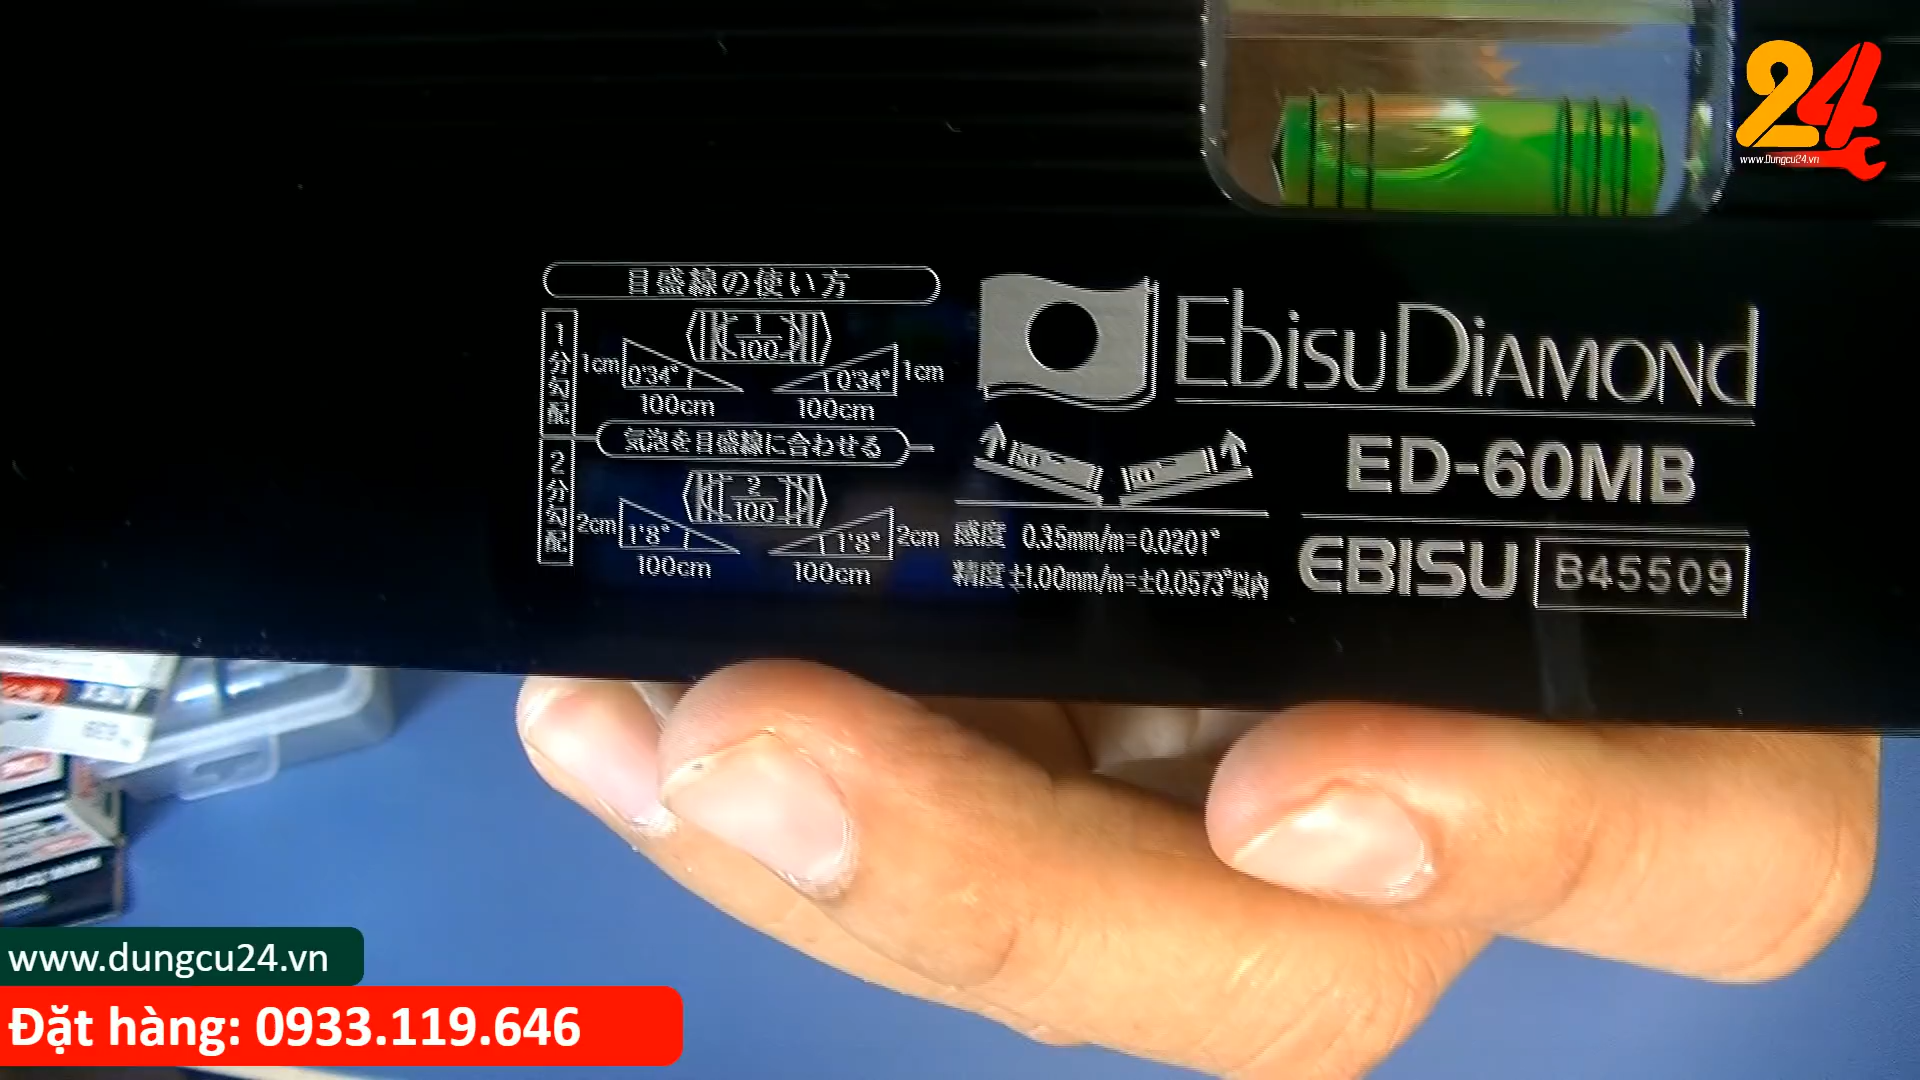 24
www.Dungcu24.vn
目盛線の使い方
1分勾配
1/100
1cm 0°34° 100cm
0°34° 1cm 100cm
気泡を目盛線に合わせる
2分勾配
2/100
2cm 1'8° 100cm
1'8° 2cm 100cm
EbisuDiamond
ED-60MB
感度 0.35mm/m=0.0201°
精度 ±1.00mm/m=±0.0573°以内
EBISU B45509
www.dungcu24.vn
Đặt hàng: 0933.119.646